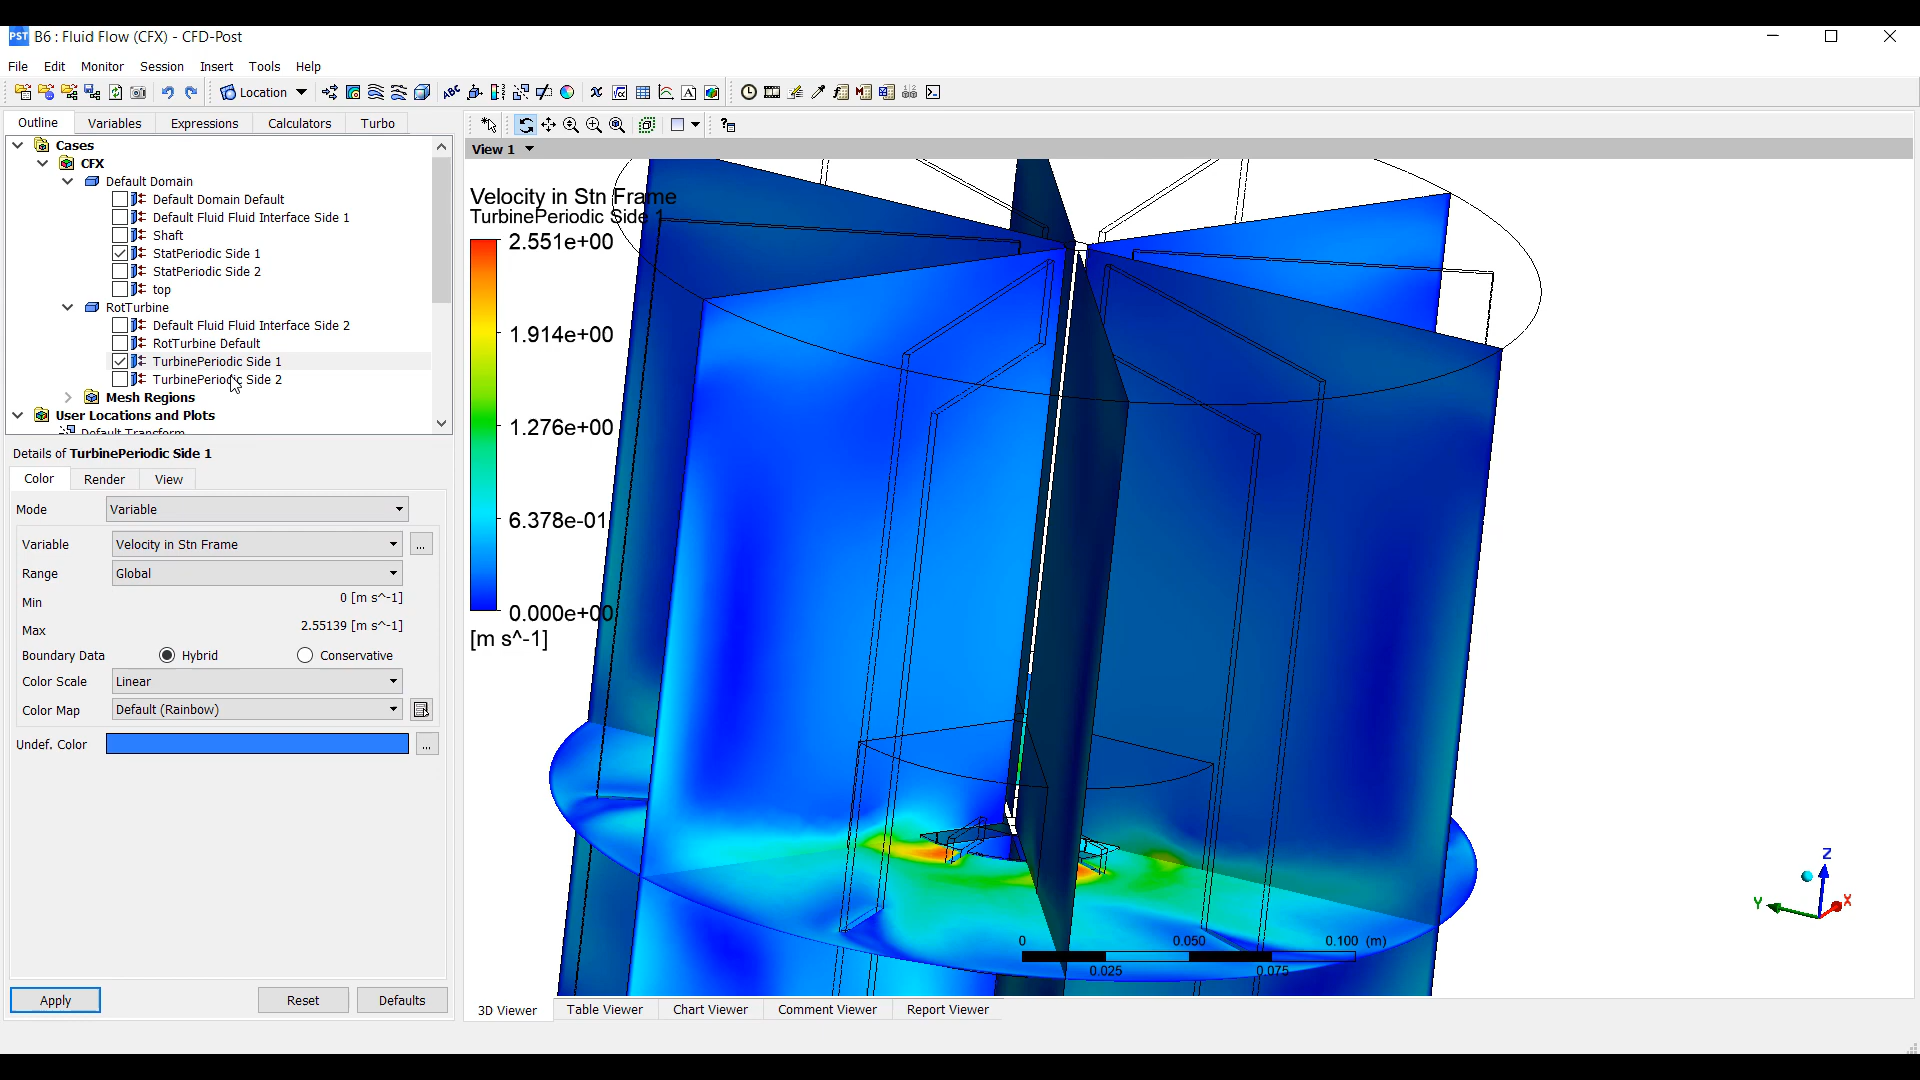 PST B6 : Fluid Flow (CFX) - CFD-Post
File Edit Monitor Session Insert Tools Help
Location
Outline Variables Expressions Calculators Turbo
Cases
CFX
Default Domain
Default Domain Default
Default Fluid Fluid Interface Side 1
Shaft
StatPeriodic Side 1
StatPeriodic Side 2
top
RotTurbine
Default Fluid Fluid Interface Side 2
RotTurbine Default
TurbinePeriodic Side 1
TurbinePeriodic Side 2
Mesh Regions
User Locations and Plots
Default Transform
Details of TurbinePeriodic Side 1
Color Render View
Mode Variable
Variable Velocity in Stn Frame ...
Range Global
Min 0 [m s^-1]
Max 2.55139 [m s^-1]
Boundary Data Hybrid Conservative
Color Scale Linear
Color Map Default (Rainbow)
Undef. Color ...
Apply Reset Defaults
View 1
Velocity in Stn Frame
TurbinePeriodic Side 1
2.551e+00
1.914e+00
1.276e+00
6.378e-01
0.000e+00
[m s^-1]
0 0.050 0.100 (m)
0.025 0.075
Z
Y X
3D Viewer Table Viewer Chart Viewer Comment Viewer Report Viewer